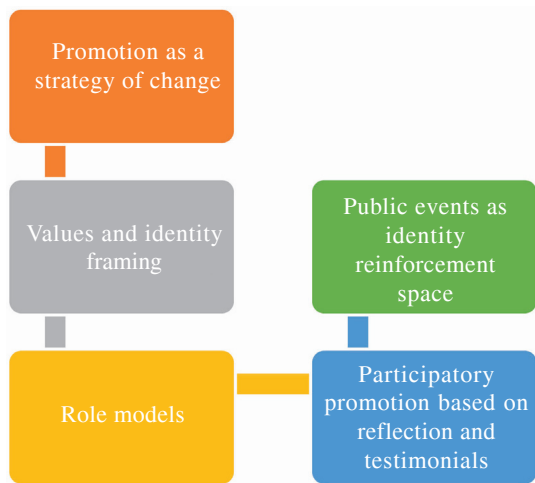 Promotion as a
strategy of change
Values and identity
framing
Role models
Participatory
promotion based on
reflection and
testimonials
Public events as
identity
reinforcement
space